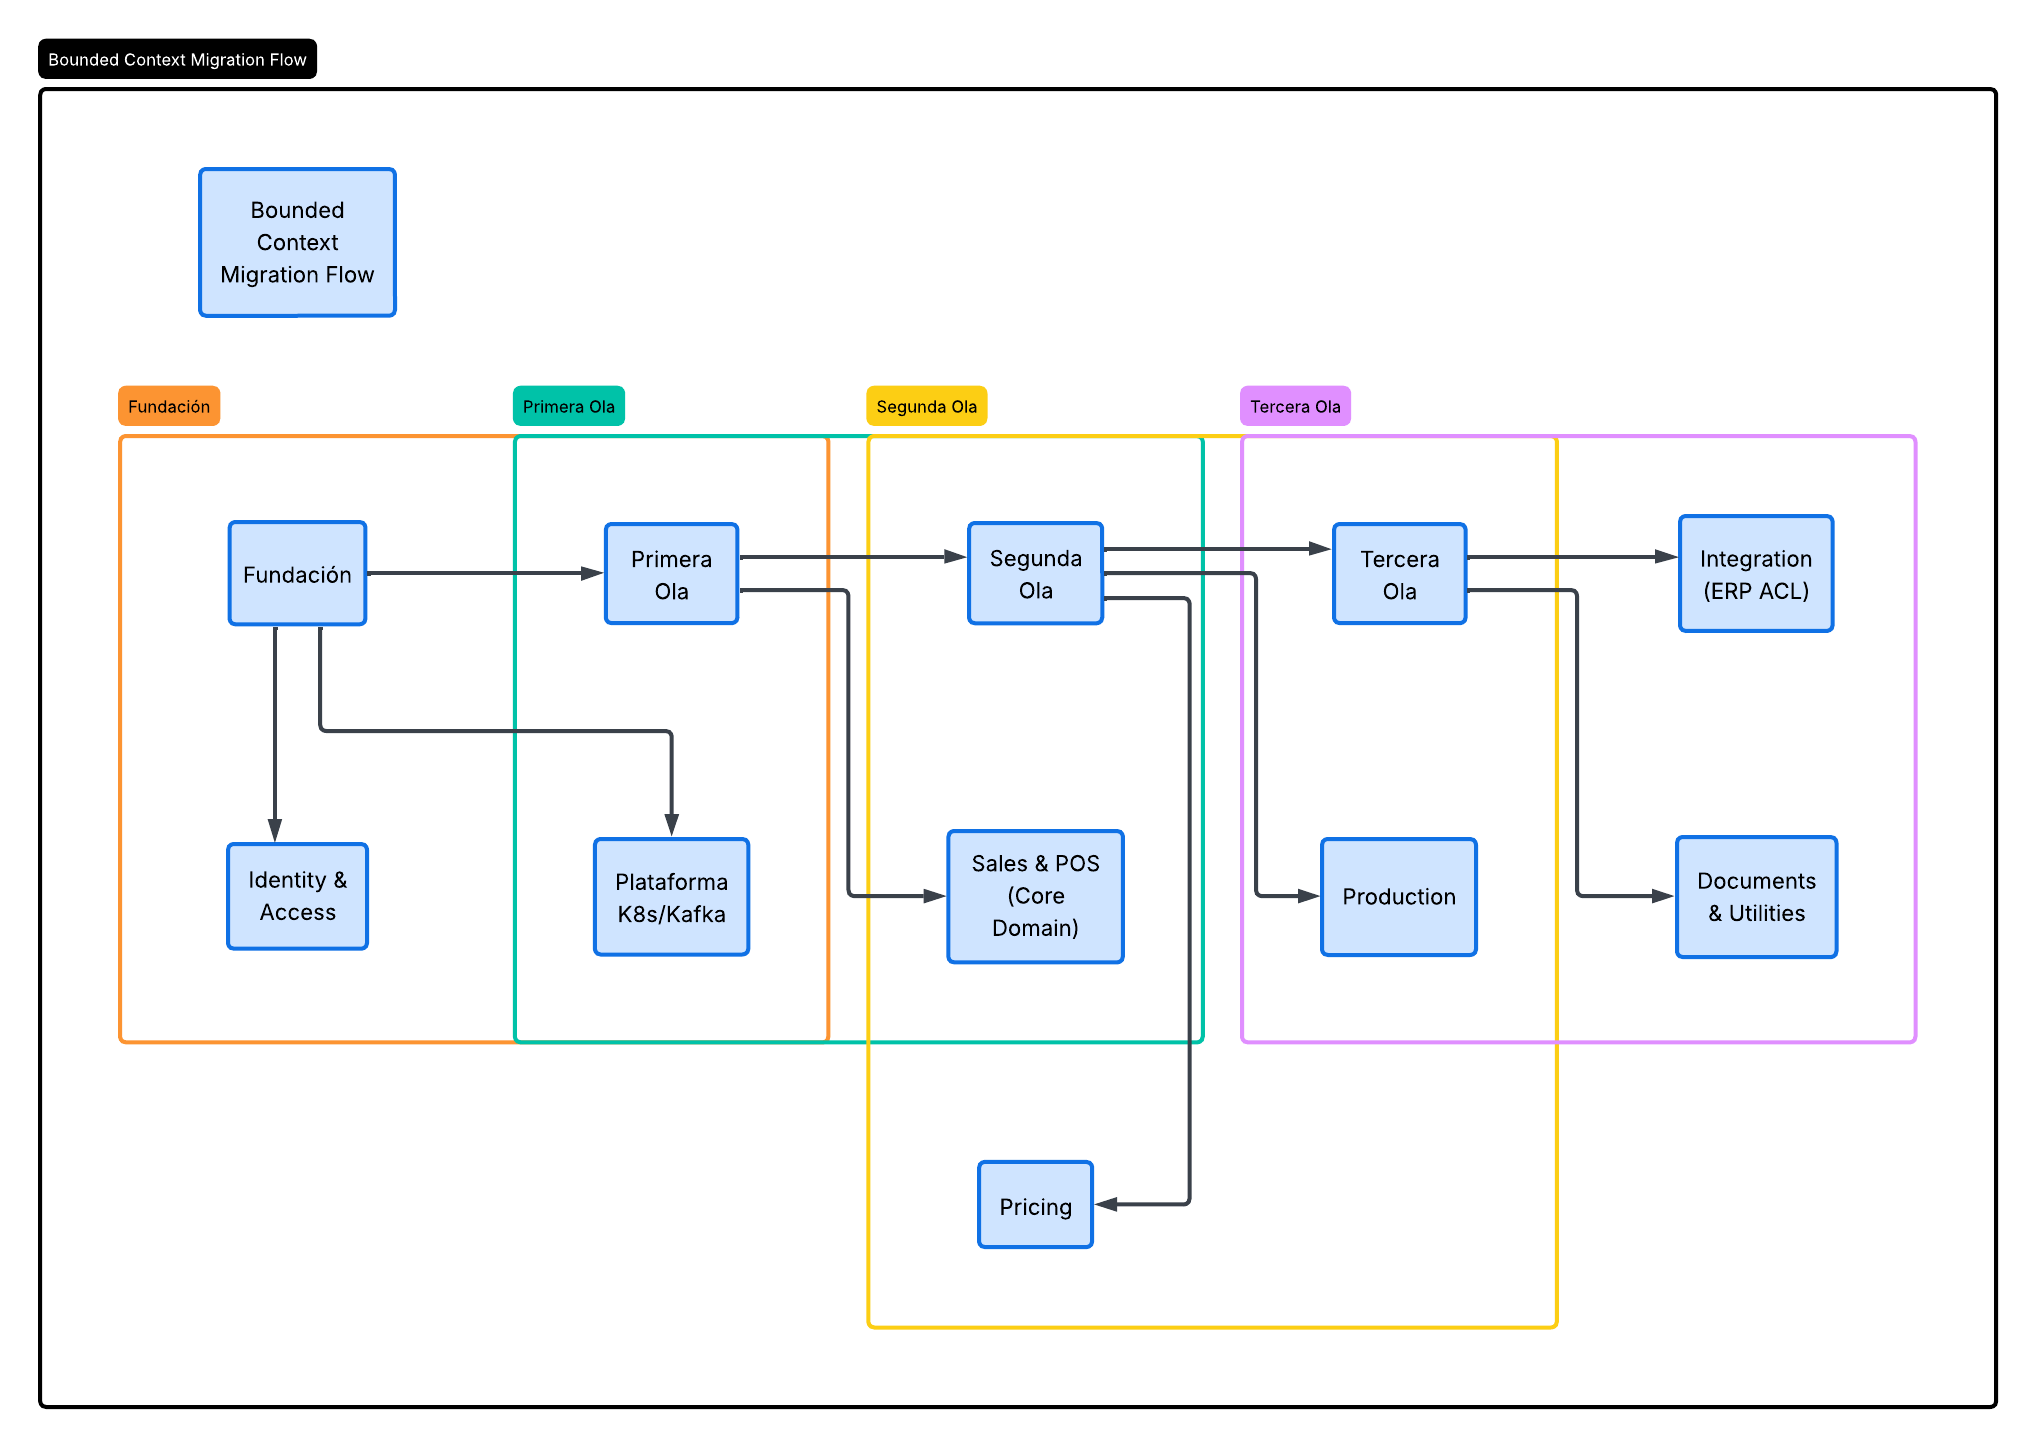 Bounded Context Migration Flow
Bounded
Context
Migration Flow
Fundación
Primera Ola
Segunda Ola
Tercera Ola
Fundación
Primera
Ola
Segunda
Ola
Tercera
Ola
Integration
(ERP ACL)
Identity &
Access
Plataforma
K8s/Kafka
Sales & POS
(Core
Domain)
Production
Documents
& Utilities
Pricing